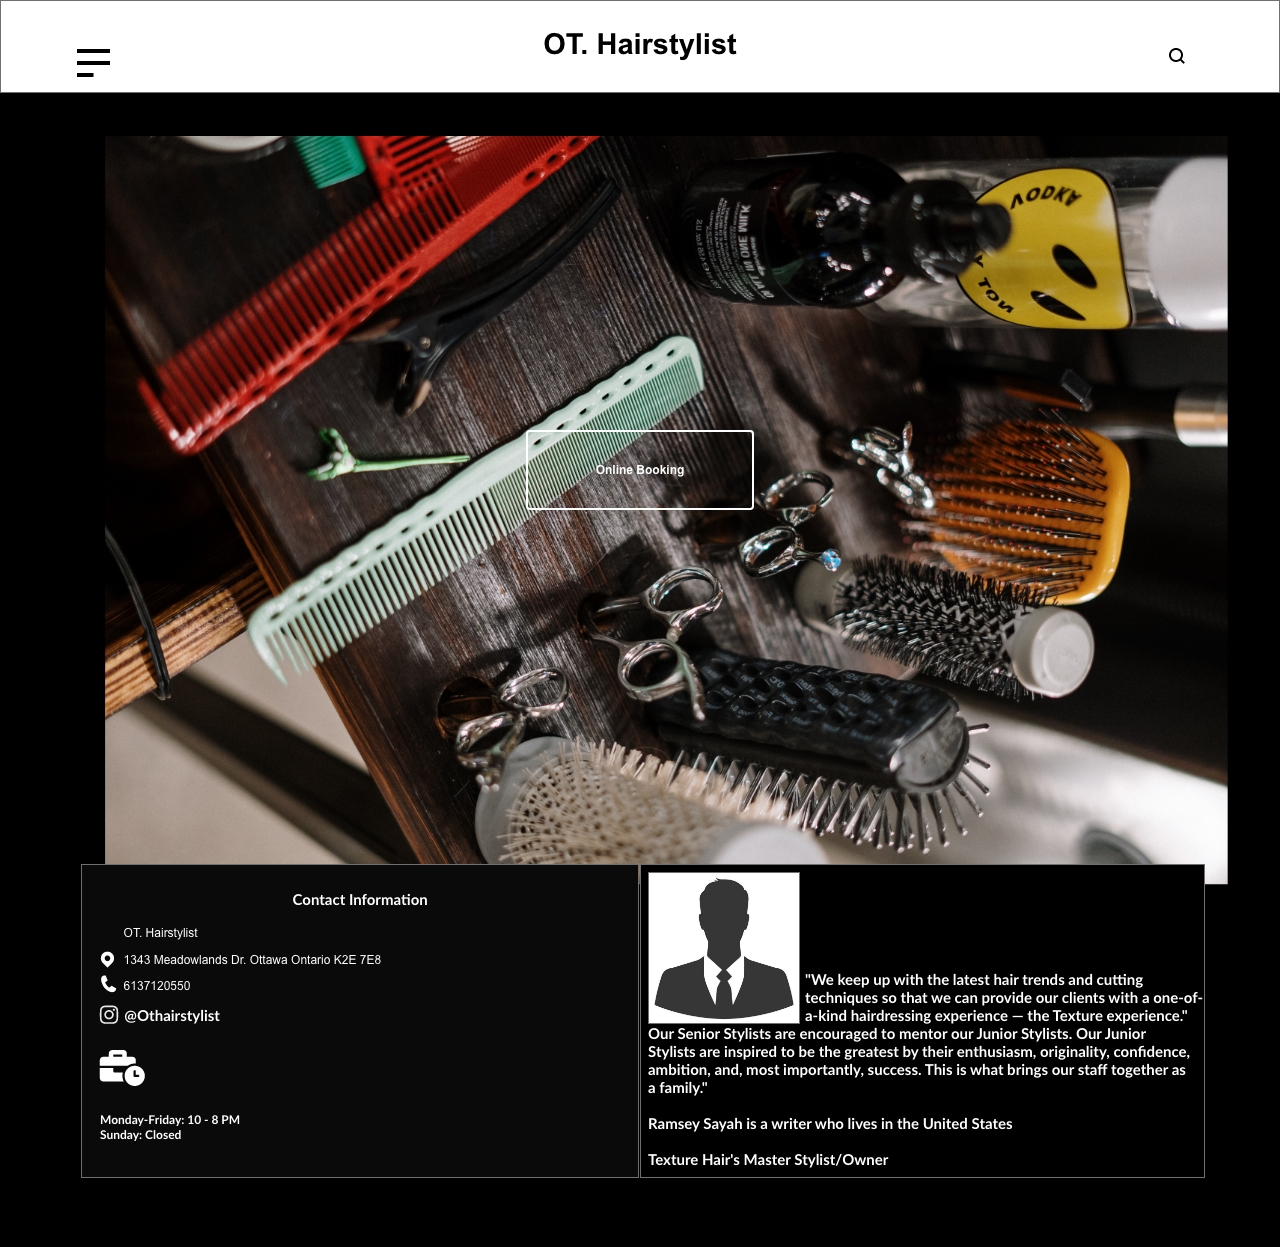 OT. Hairstylist
VODKA
Online Booking
Contact Information
OT. Hairstylist
1343 Meadowlands Dr. Ottawa Ontario K2E 7E8
6137120550
@Othairstylist
Monday-Friday: 10 - 8 PM
Sunday: Closed
"We keep up with the latest hair trends and cutting
techniques so that we can provide our clients with a one-of-
a-kind hairdressing experience — the Texture experience."
Our Senior Stylists are encouraged to mentor our Junior Stylists. Our Junior
Stylists are inspired to be the greatest by their enthusiasm, originality, confidence,
ambition, and, most importantly, success. This is what brings our staff together as
a family."
Ramsey Sayah is a writer who lives in the United States
Texture Hair's Master Stylist/Owner